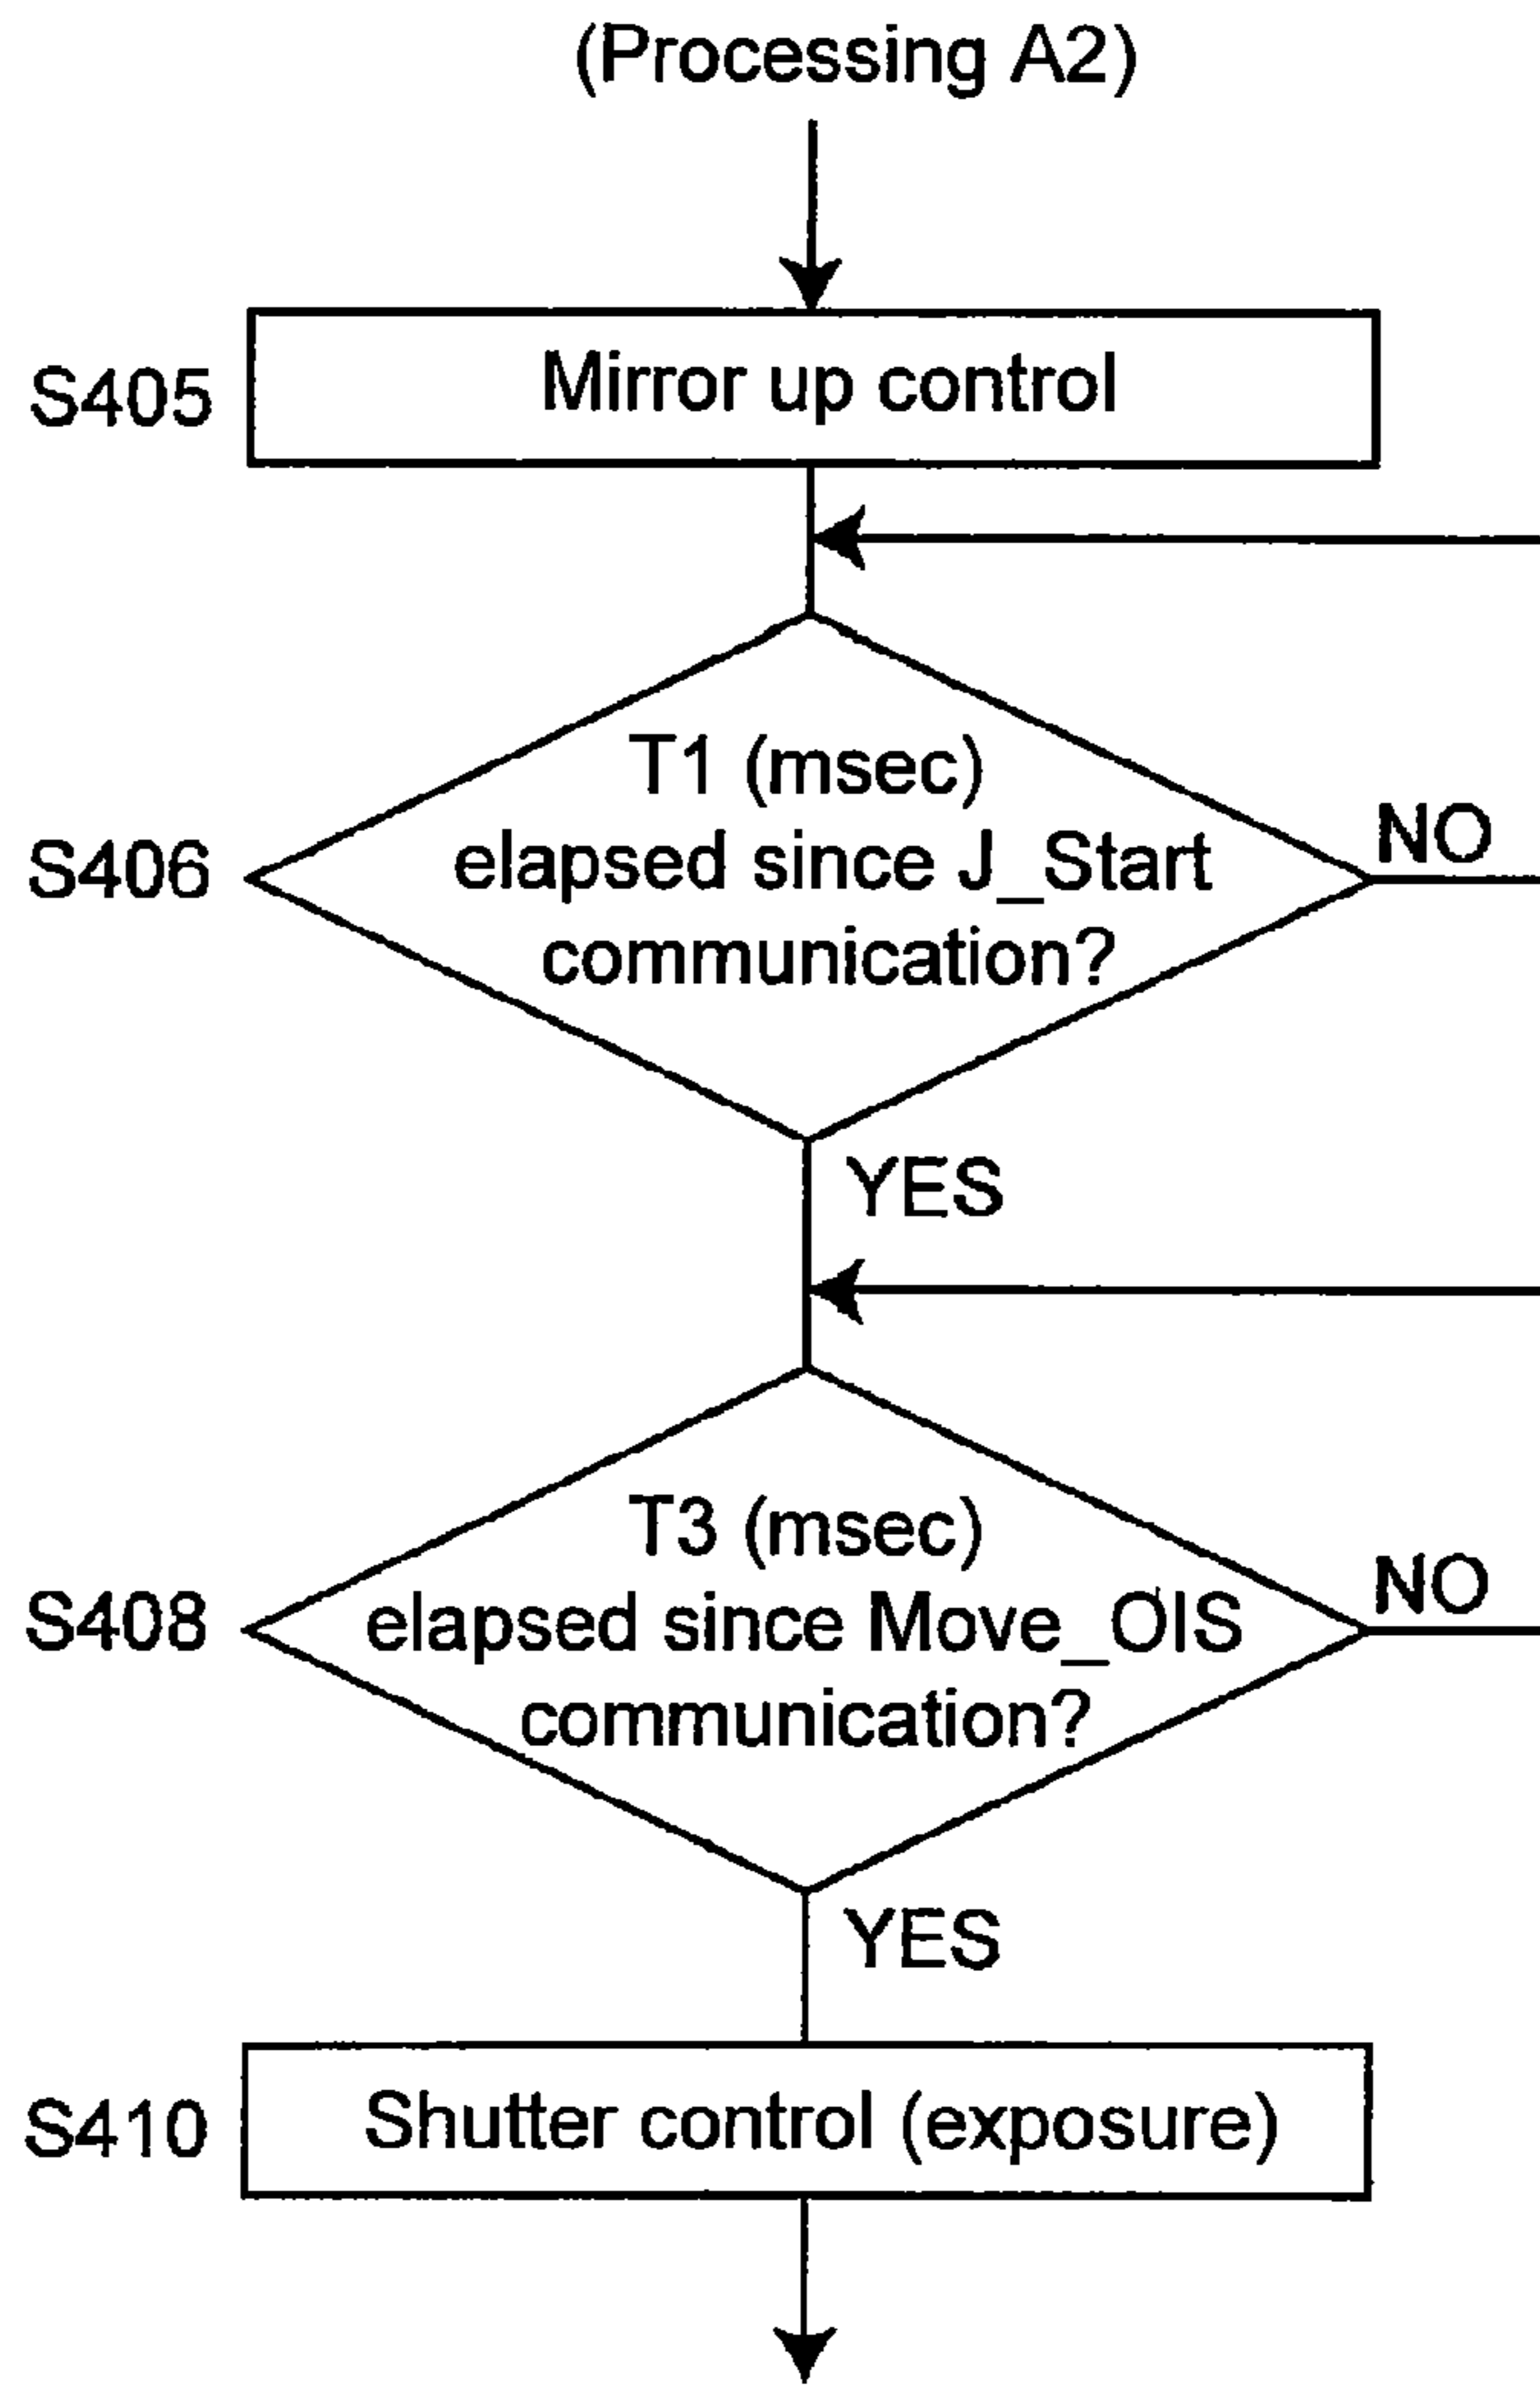 (Processing A2)
S405
Mirror up control
S406
T1 (msec)
elapsed since J_Start
communication?
NO
YES
S408
T3 (msec)
elapsed since Move_OIS
communication?
NO
YES
S410
Shutter control (exposure)